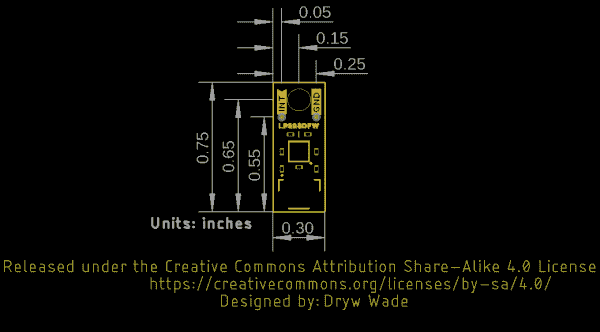 0.05
0.15
0.25
INT
GND
LPS28DFW
0.75
0.65
0.55
Units: inches
0.30
Released under the Creative Commons Attribution Share-Alike 4.0 License
https://creativecommons.org/licenses/by-sa/4.0/
Designed by: Dryw Wade